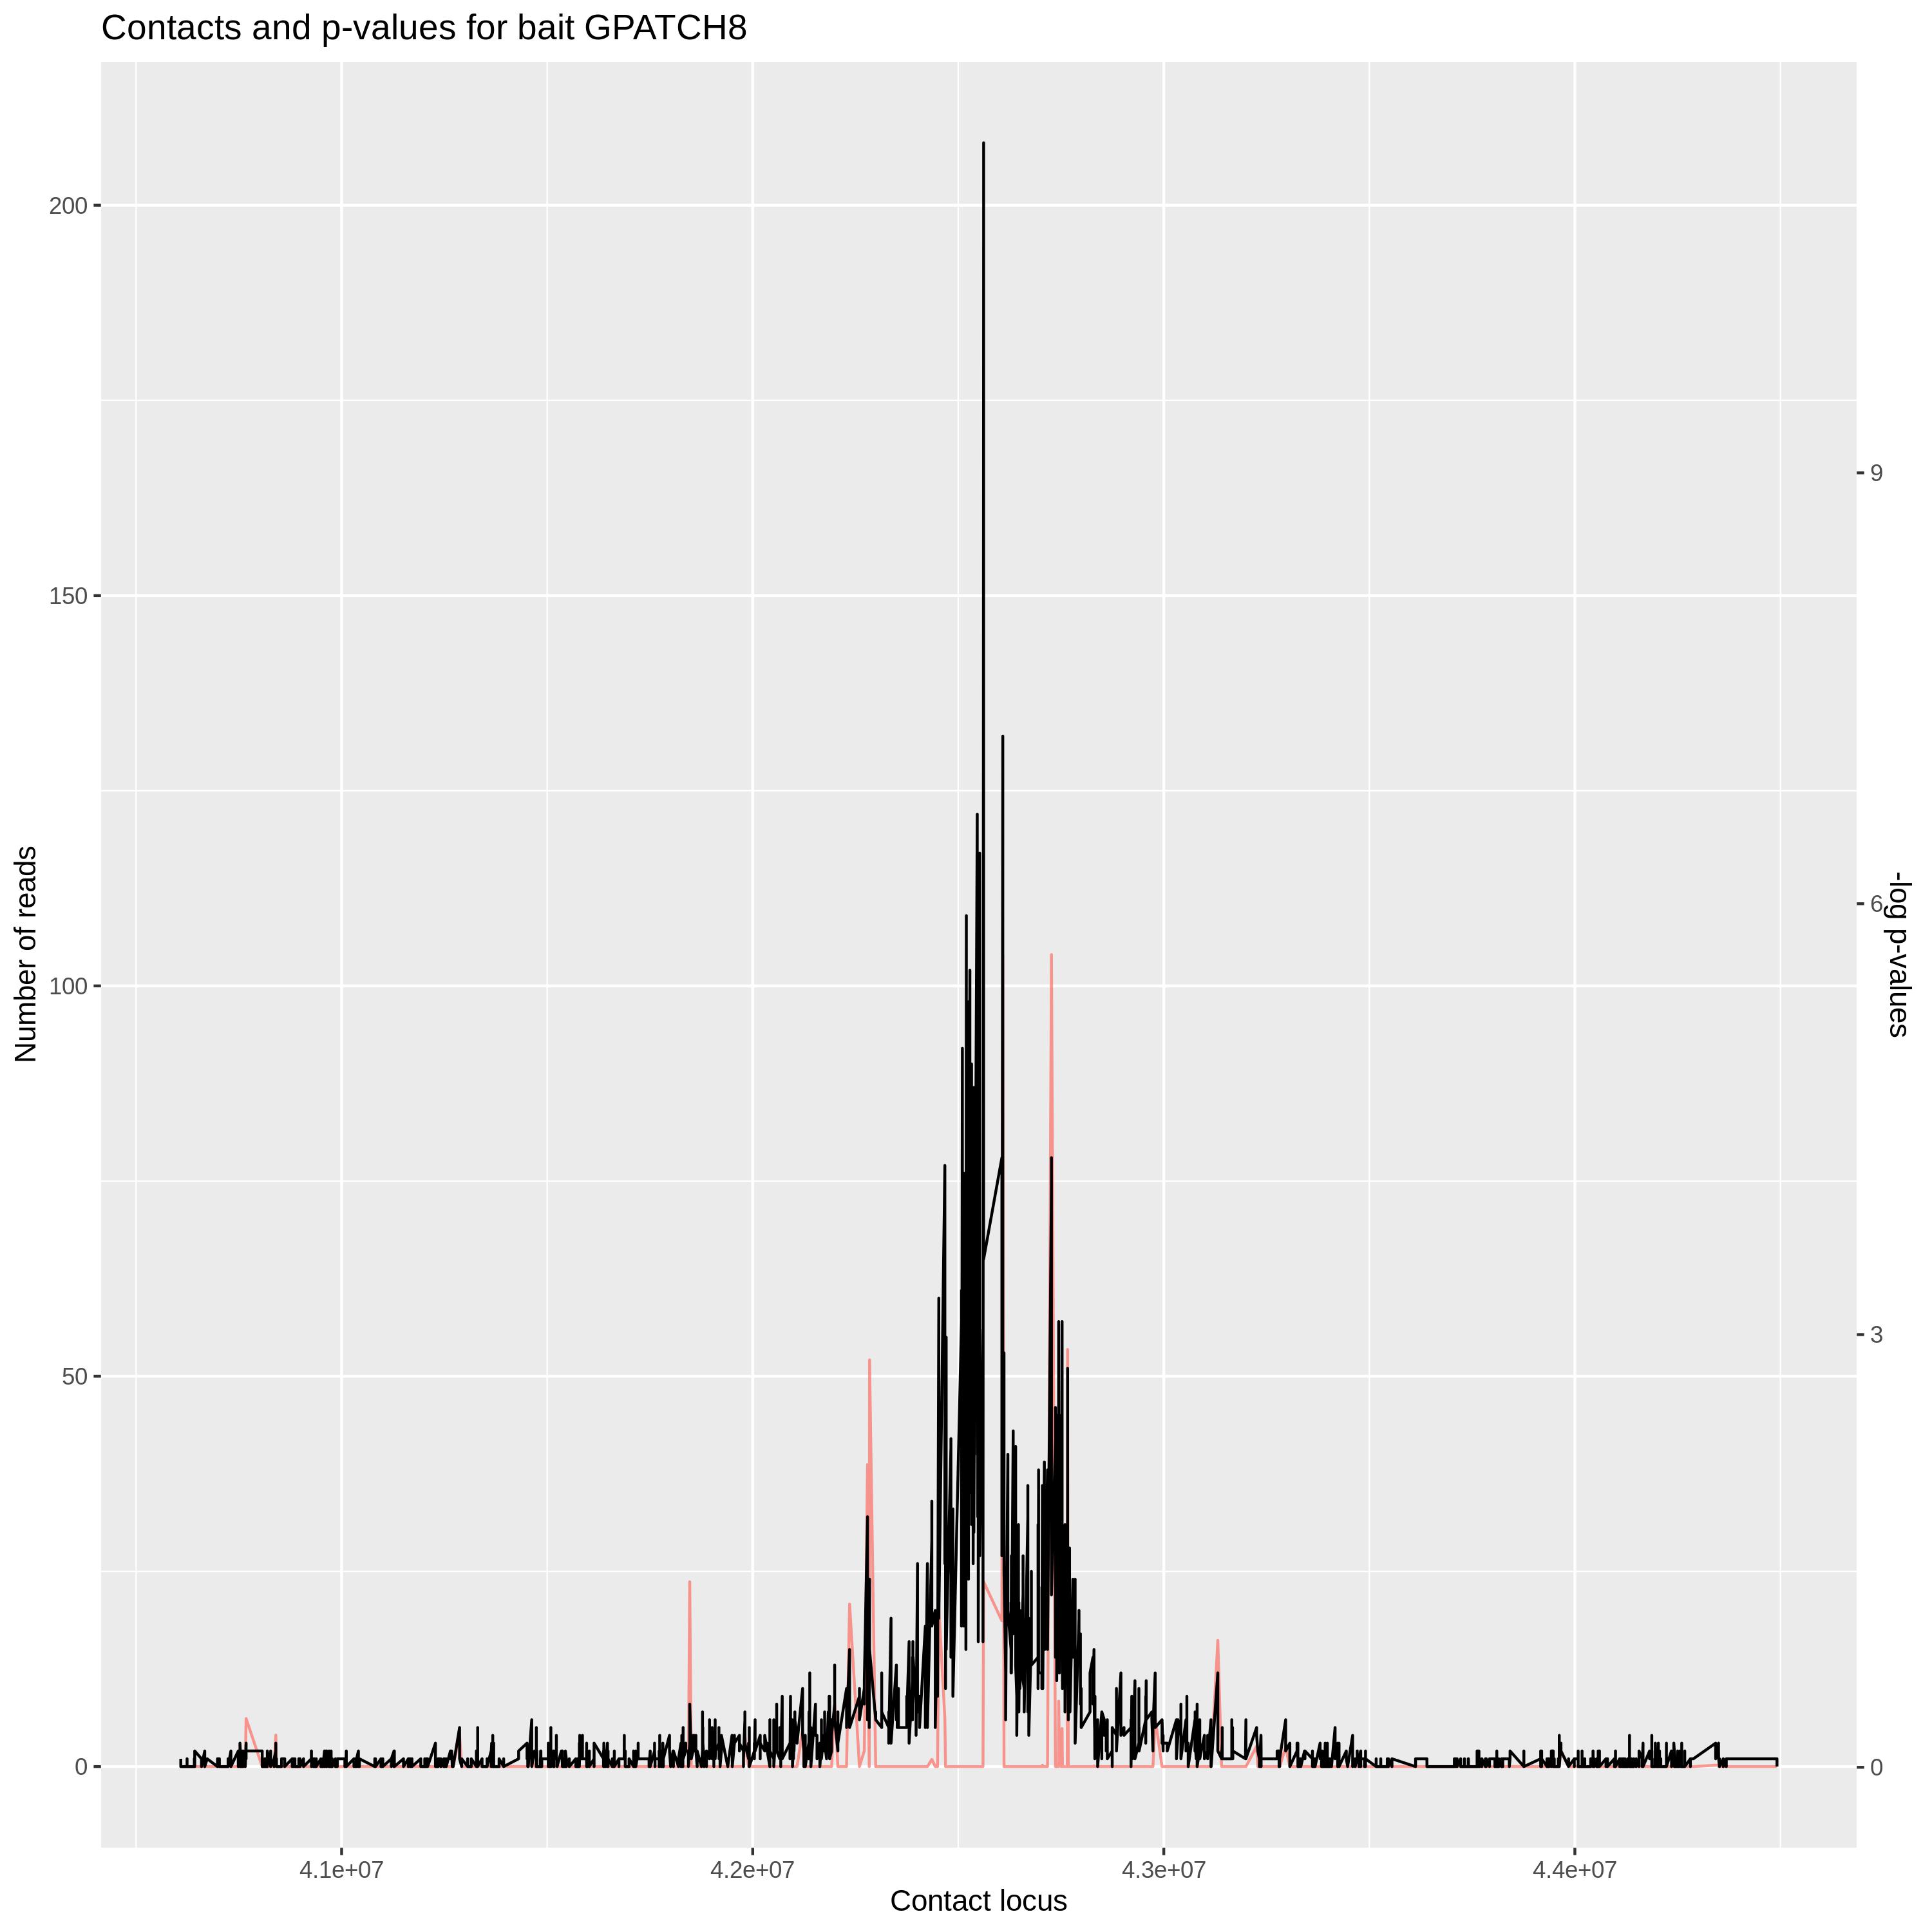 Contacts and p-values for bait GPATCH8
Number of reads
200
150
100
50
0
9
6
3
0
-log p-values
4.1e+07 4.2e+07 4.3e+07 4.4e+07
Contact locus